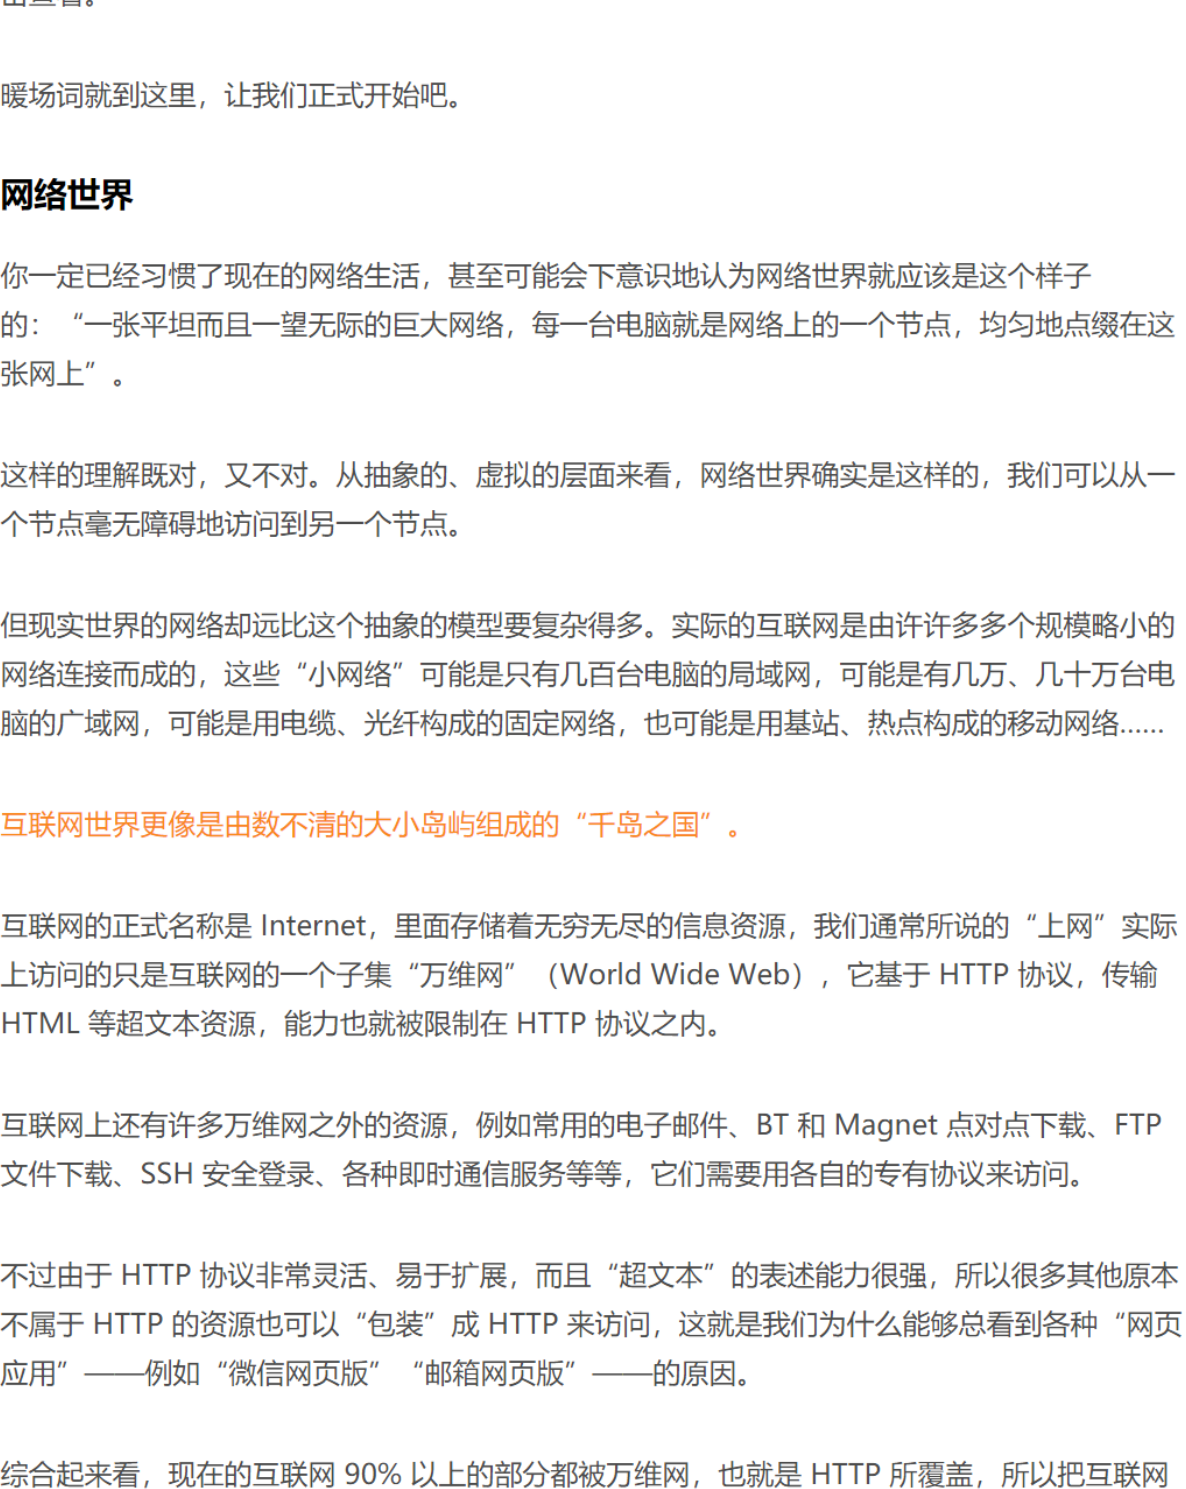 暖场词就到这里，让我们正式开始吧。
网络世界
你一定已经习惯了现在的网络生活，甚至可能会下意识地认为网络世界就应该是这个样子
的：“一张平坦而且一望无际的巨大网络，每一台电脑就是网络上的一个节点，均匀地点缀在这
张网上”。
这样的理解既对，又不对。从抽象的、虚拟的层面来看，网络世界确实是这样的，我们可以从一
个节点毫无障碍地访问到另一个节点。
但现实世界的网络却远比这个抽象的模型要复杂得多。实际的互联网是由许许多多个规模略小的
网络连接而成的，这些“小网络”可能是只有几百台电脑的局域网，可能是有几万、几十万台电
脑的广域网，可能是用电缆、光纤构成的固定网络，也可能是用基站、热点构成的移动网络……
互联网世界更像是由数不清的大小岛屿组成的“千岛之国”。
互联网的正式名称是 Internet，里面存储着无穷无尽的信息资源，我们通常所说的“上网”实际
上访问的只是互联网的一个子集“万维网”（World Wide Web），它基于 HTTP 协议，传输
HTML 等超文本资源，能力也就被限制在 HTTP 协议之内。
互联网上还有许多万维网之外的资源，例如常用的电子邮件、BT 和 Magnet 点对点下载、FTP
文件下载、SSH 安全登录、各种即时通信服务等等，它们需要用各自的专有协议来访问。
不过由于 HTTP 协议非常灵活、易于扩展，而且“超文本”的表述能力很强，所以很多其他原本
不属于 HTTP 的资源也可以“包装”成 HTTP 来访问，这就是我们为什么能够总看到各种“网页
应用”——例如“微信网页版”“邮箱网页版”——的原因。
综合起来看，现在的互联网 90% 以上的部分都被万维网，也就是 HTTP 所覆盖，所以把互联网